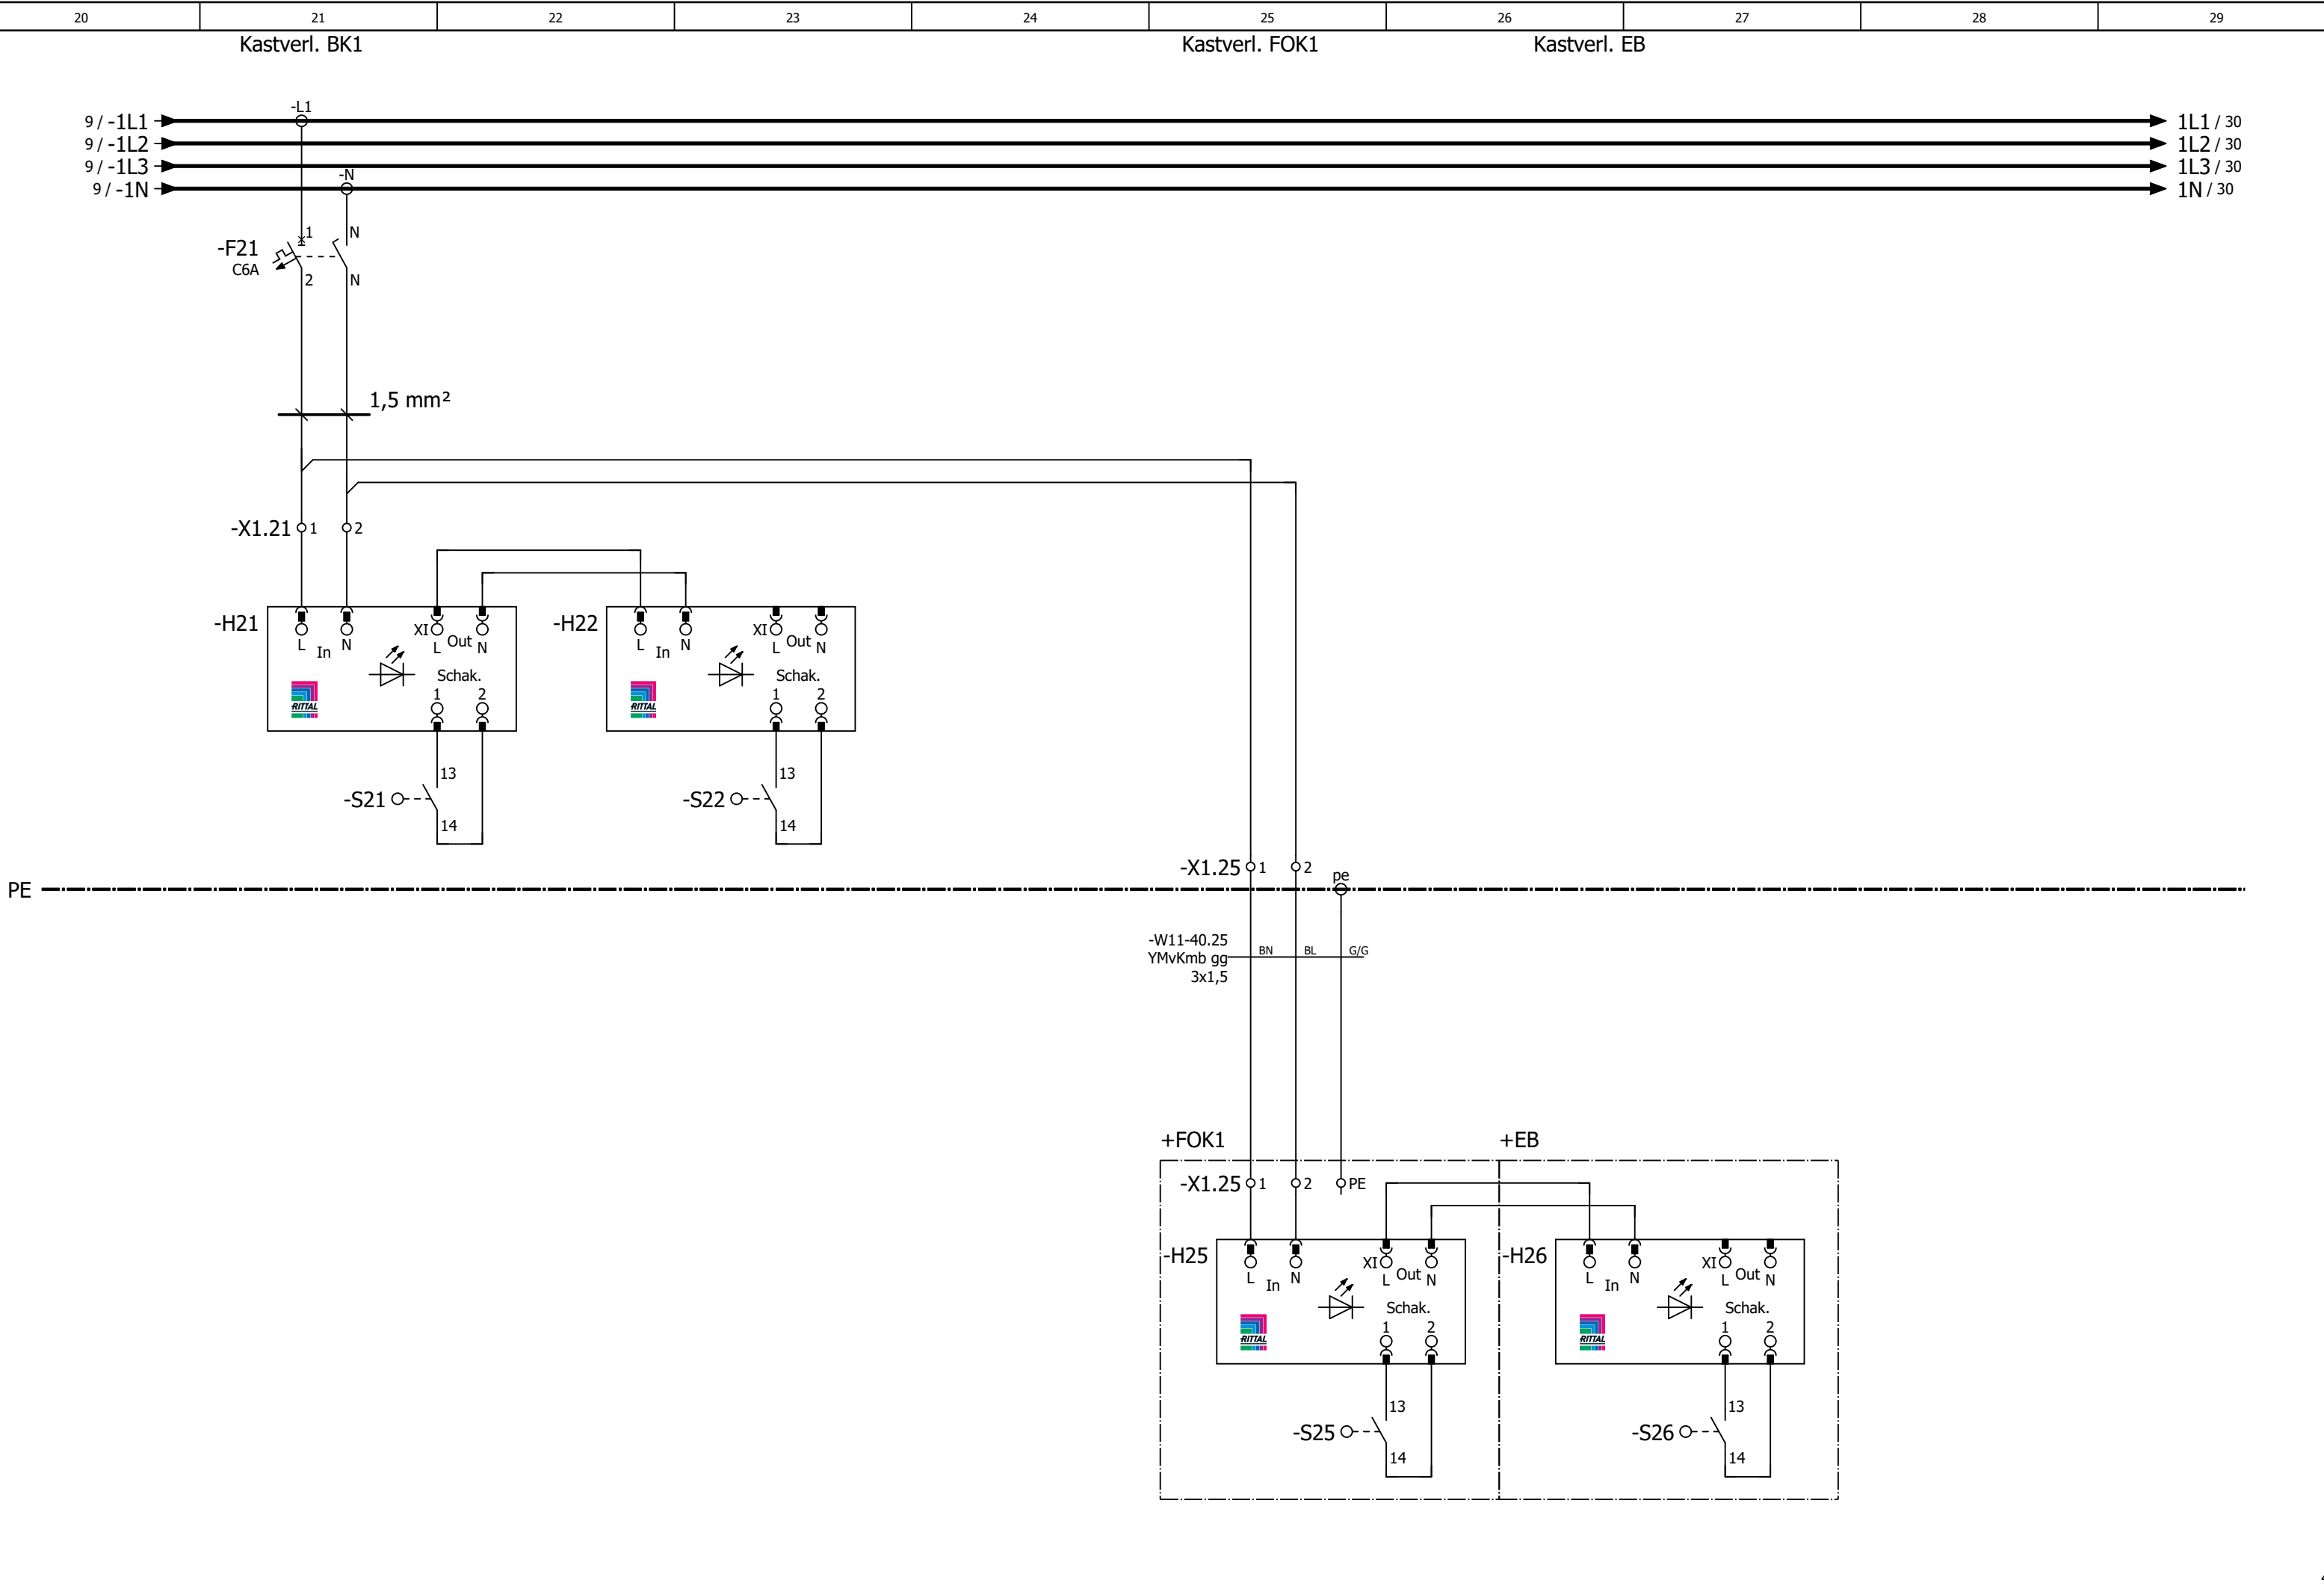 20 21 22 23 24 25 26 27 28 29
Kastverl. BK1 Kastverl. FOK1 Kastverl. EB
-L1
9 / -1L1 1L1 / 30
9 / -1L2 1L2 / 30
9 / -1L3 1L3 / 30
-N
9 / -1N 1N / 30
1 N
-F21
C6A
2 N
1,5 mm²
-X1.21 1 2
-H21 -H22
L In N XI L Out N L In N XI L Out N
Schak. Schak.
1 2 1 2
RITTAL RITTAL
13 13
-S21 -S22
14 14
-X1.25 1 2
pe
PE
-W11-40.25 BN BL G/G
YMvKmb gg
3x1,5
+FOK1 +EB
-X1.25 1 2 PE
-H25 -H26
L In N XI L Out N L In N XI L Out N
Schak. Schak.
1 2 1 2
RITTAL RITTAL
13 13
-S25 -S26
14 14